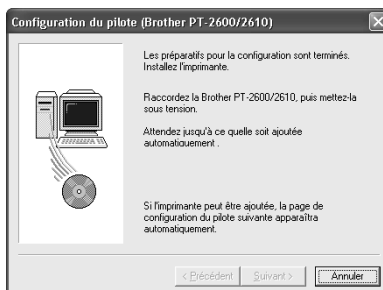 Configuration du pilote (Brother PT-2600/2610)
Les préparatifs pour la configuration sont terminés.
Installez l'imprimante.
Raccordez la Brother PT-2600/2610, puis mettez-la
sous tension.
Attendez jusqu'à ce quelle soit ajoutée
automatiquement .
Si l'imprimante peut être ajoutée, la page de
configuration du pilote suivante apparaîtra
automatiquement.
< Précédent
Suivant >
Annuler